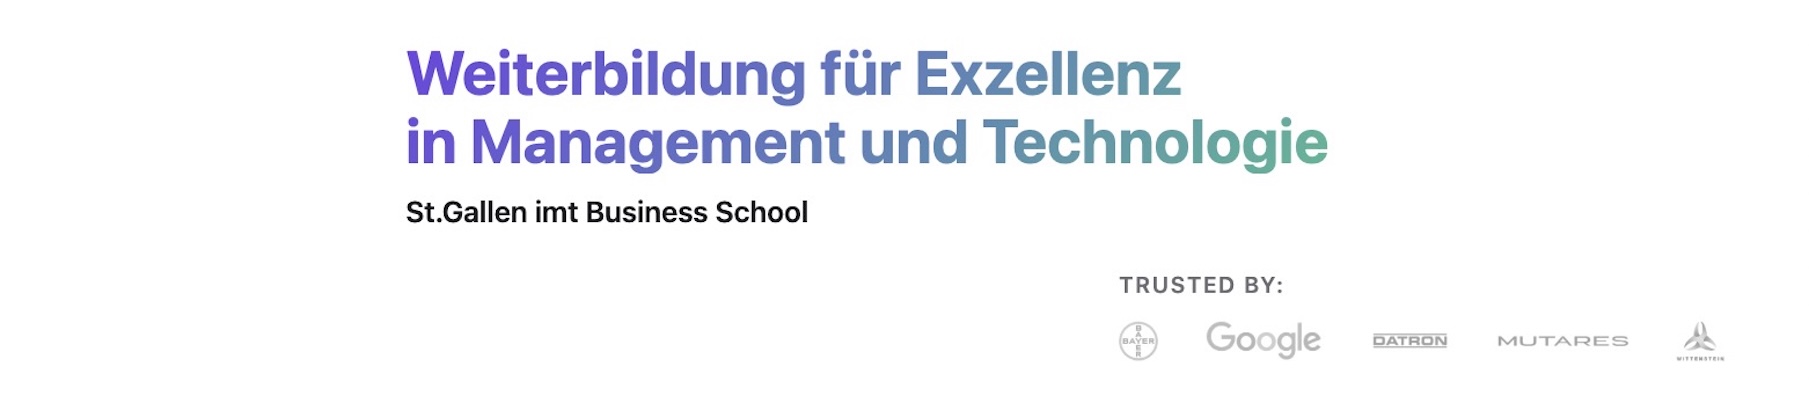 Weiterbildung für Exzellenz
in Management und Technologie
St.Gallen imt Business School
TRUSTED BY:
BAYER BAYER Google DATRON MUTARES WITTENSTEIN